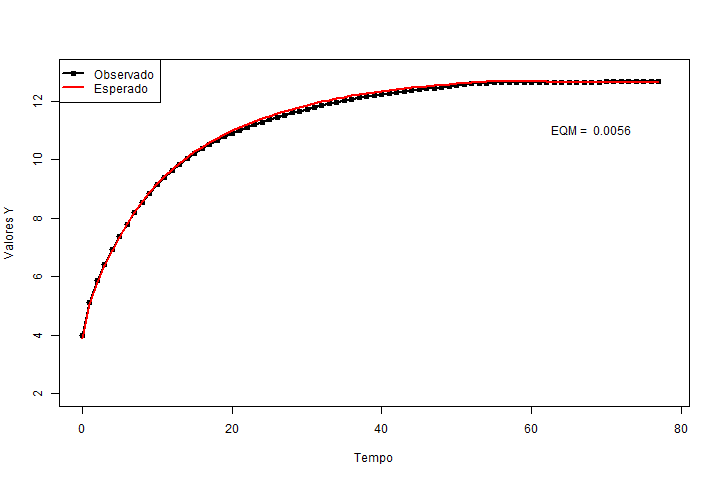 Observado
Esperado
EQM = 0.0056
Valores Y
2
4
6
8
10
12
0
20
40
60
80
Tempo